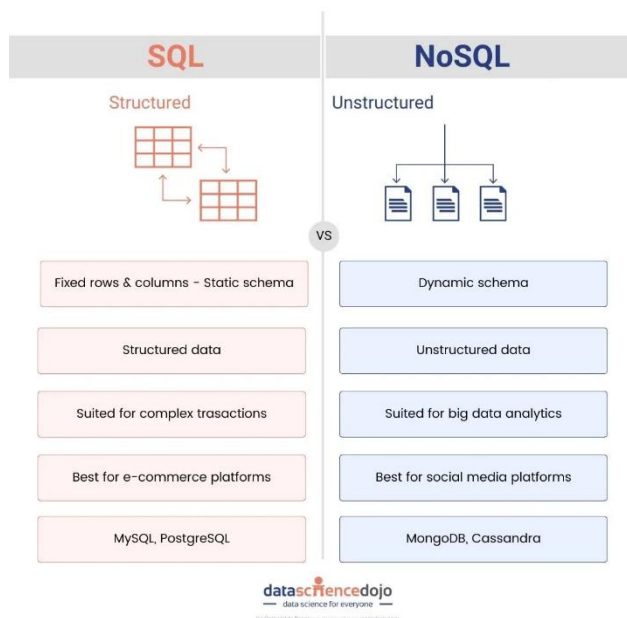 SQL
NoSQL
Structured
Unstructured
VS
Fixed rows & columns - Static schema
Dynamic schema
Structured data
Unstructured data
Suited for complex trasactions
Suited for big data analytics
Best for e-commerce platforms
Best for social media platforms
MySQL, PostgreSQL
MongoDB, Cassandra
datasciencedojo
data science for everyone